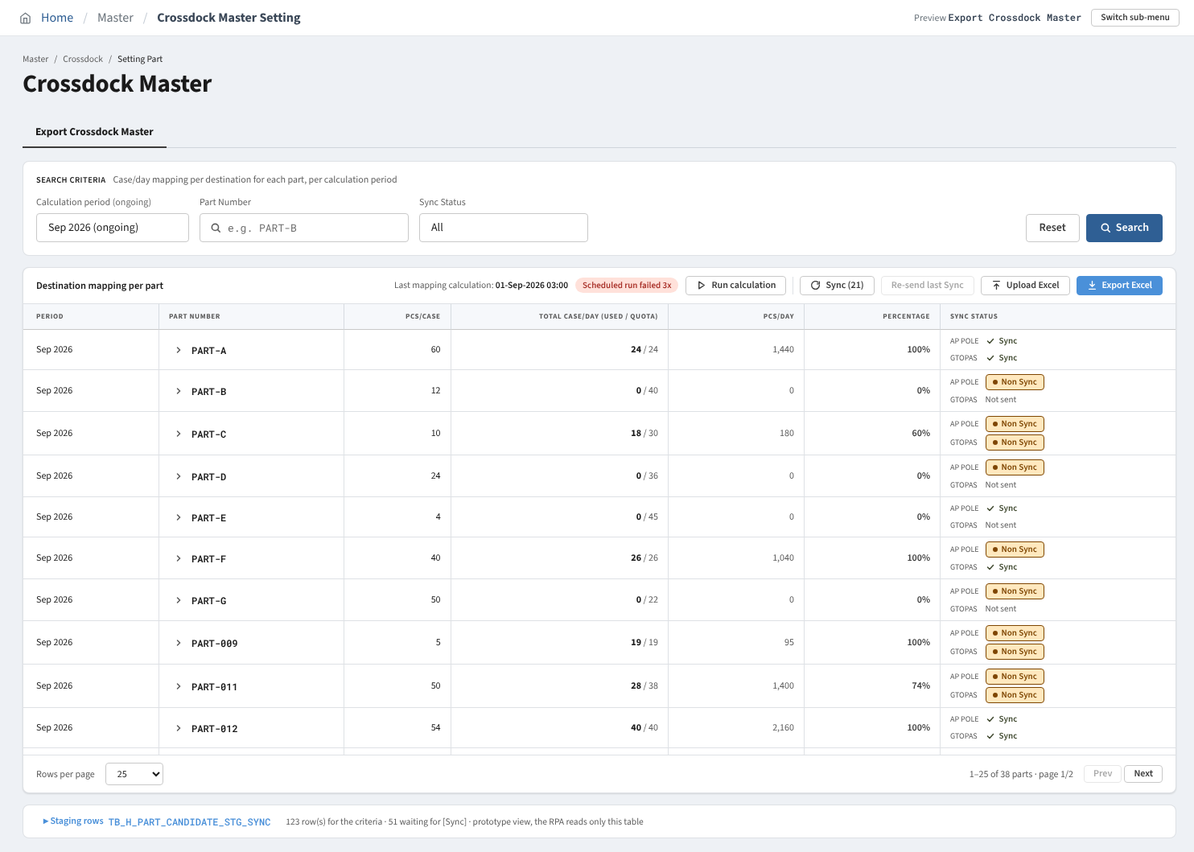 Home / Master / Crossdock Master Setting Preview Export Crossdock Master Switch sub-menu
Master / Crossdock / Setting Part
Crossdock Master
Export Crossdock Master
SEARCH CRITERIA Case/day mapping per destination for each part, per calculation period
Calculation period (ongoing) Part Number Sync Status
Sep 2026 (ongoing) e.g. PART-B All Reset Search
Destination mapping per part Last mapping calculation: 01-Sep-2026 03:00 Scheduled run failed 3x Run calculation Sync (21) Re-send last Sync Upload Excel Export Excel
PERIOD PART NUMBER PCS/CASE TOTAL CASE/DAY (USED / QUOTA) PCS/DAY PERCENTAGE SYNC STATUS
Sep 2026 PART-A 60 24 / 24 1,440 100% AP POLE Sync
GTOPAS Sync
Sep 2026 PART-B 12 0 / 40 0 0% AP POLE Non Sync
GTOPAS Not sent
Sep 2026 PART-C 10 18 / 30 180 60% AP POLE Non Sync
GTOPAS Non Sync
Sep 2026 PART-D 24 0 / 36 0 0% AP POLE Non Sync
GTOPAS Not sent
Sep 2026 PART-E 4 0 / 45 0 0% AP POLE Sync
GTOPAS Not sent
Sep 2026 PART-F 40 26 / 26 1,040 100% AP POLE Non Sync
GTOPAS Sync
Sep 2026 PART-G 50 0 / 22 0 0% AP POLE Non Sync
GTOPAS Not sent
Sep 2026 PART-009 5 19 / 19 95 100% AP POLE Non Sync
GTOPAS Non Sync
Sep 2026 PART-011 50 28 / 38 1,400 74% AP POLE Non Sync
GTOPAS Non Sync
Sep 2026 PART-012 54 40 / 40 2,160 100% AP POLE Sync
GTOPAS Sync
Rows per page 25 1–25 of 38 parts · page 1/2 Prev Next
Staging rows TB_H_PART_CANDIDATE_STG_SYNC 123 row(s) for the criteria · 51 waiting for [Sync] · prototype view, the RPA reads only this table